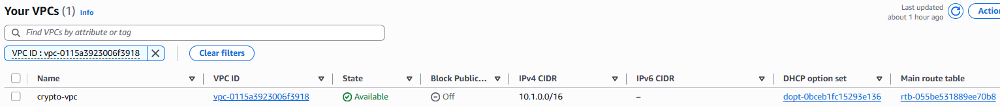 Your VPCs (1) Info
Last updated
about 1 hour ago
Find VPCs by attribute or tag
VPC ID : vpc-0115a3923006f3918
Clear filters
Name VPC ID State Block Public... IPv4 CIDR IPv6 CIDR DHCP option set Main route table
crypto-vpc vpc-0115a3923006f3918 Available Off 10.1.0.0/16 – dopt-0bceb1fc15293e136 rtb-055be531889ee70b8